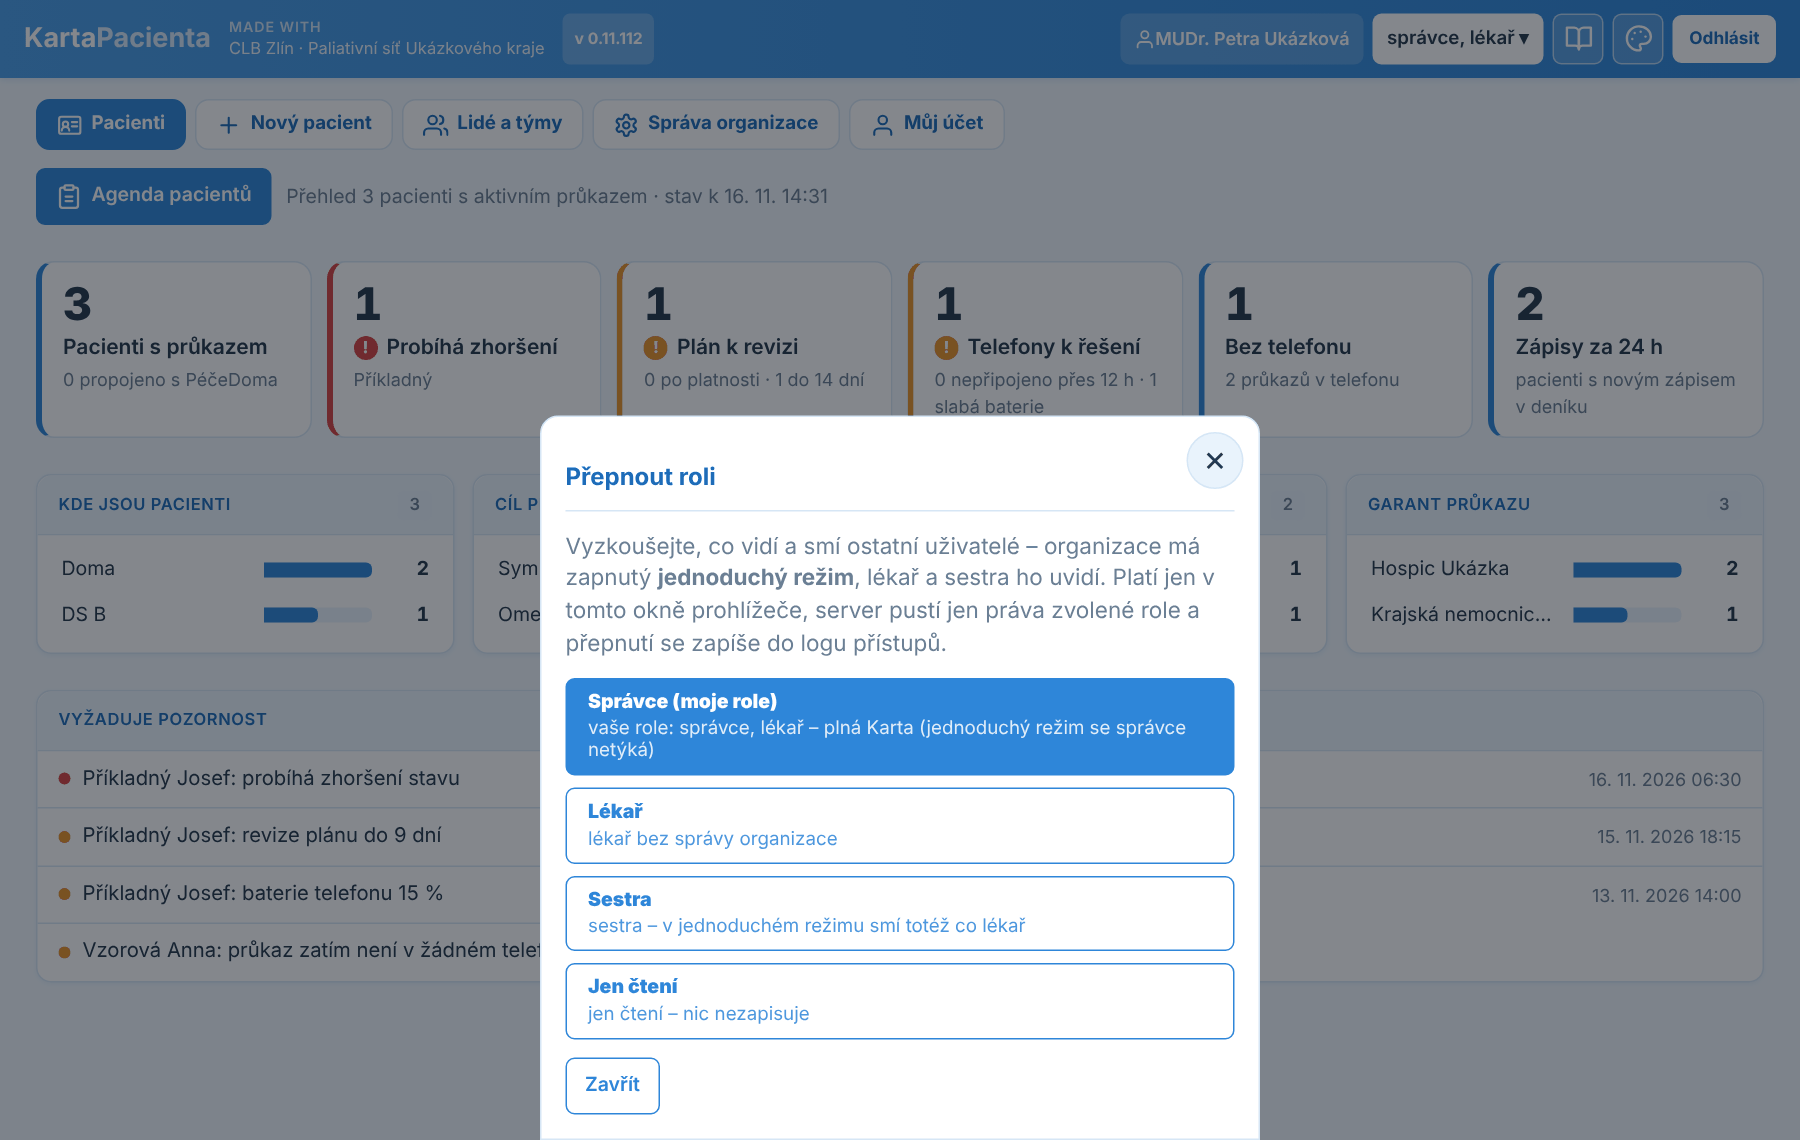 KartaPacienta
MADE WITH
CLB Zlín · Paliativní síť Ukázkového kraje
v 0.11.112
MUDr. Petra Ukázková
správce, lékař ▾
Odhlásit
Pacienti
Nový pacient
Lidé a týmy
Správa organizace
Můj účet
Agenda pacientů
Přehled 3 pacienti s aktivním průkazem · stav k 16. 11. 14:31
3
Pacienti s průkazem
0 propojeno s PéčeDoma
1
Probíhá zhoršení
Příkladný
1
Plán k revizi
0 po platnosti · 1 do 14 dní
1
Telefony k řešení
0 nepřipojeno přes 12 h · 1
slabá baterie
1
Bez telefonu
2 průkazů v telefonu
2
Zápisy za 24 h
pacienti s novým zápisem
v deníku
KDE JSOU PACIENTI 3
Doma 2
DS B 1
CÍL P
2
Sym
1
Ome
1
GARANT PRŮKAZU 3
Hospic Ukázka 2
Krajská nemocnic... 1
VYŽADUJE POZORNOST
Příkladný Josef: probíhá zhoršení stavu
16. 11. 2026 06:30
Příkladný Josef: revize plánu do 9 dní
15. 11. 2026 18:15
Příkladný Josef: baterie telefonu 15 %
13. 11. 2026 14:00
Vzorová Anna: průkaz zatím není v žádném telef
Přepnout roli
Vyzkoušejte, co vidí a smí ostatní uživatelé – organizace má
zapnutý jednoduchý režim, lékař a sestra ho uvidí. Platí jen v
tomto okně prohlížeče, server pustí jen práva zvolené role a
přepnutí se zapíše do logu přístupů.
Správce (moje role)
vaše role: správce, lékař – plná Karta (jednoduchý režim se správce
netýká)
Lékař
lékař bez správy organizace
Sestra
sestra – v jednoduchém režimu smí totéž co lékař
Jen čtení
jen čtení – nic nezapisuje
Zavřít